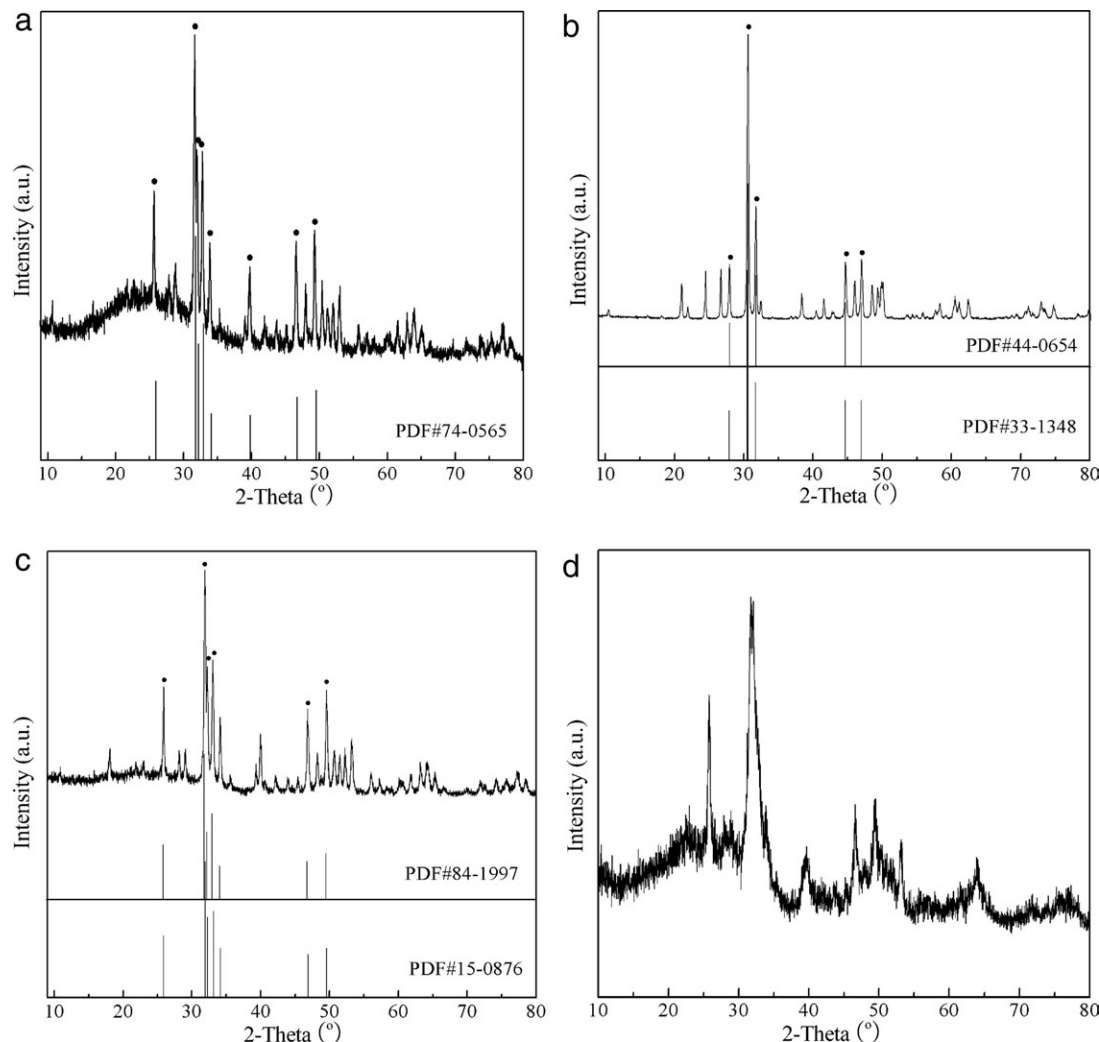 a
Intensity (a.u.)
PDF#74-0565
10 20 30 40 50 60 70 80
2-Theta (°)
b
Intensity (a.u.)
PDF#44-0654
PDF#33-1348
10 20 30 40 50 60 70 80
2-Theta (°)
c
Intensity (a.u.)
PDF#84-1997
PDF#15-0876
10 20 30 40 50 60 70 80
2-Theta (°)
d
Intensity (a.u.)
10 20 30 40 50 60 70 80
2-Theta (°)